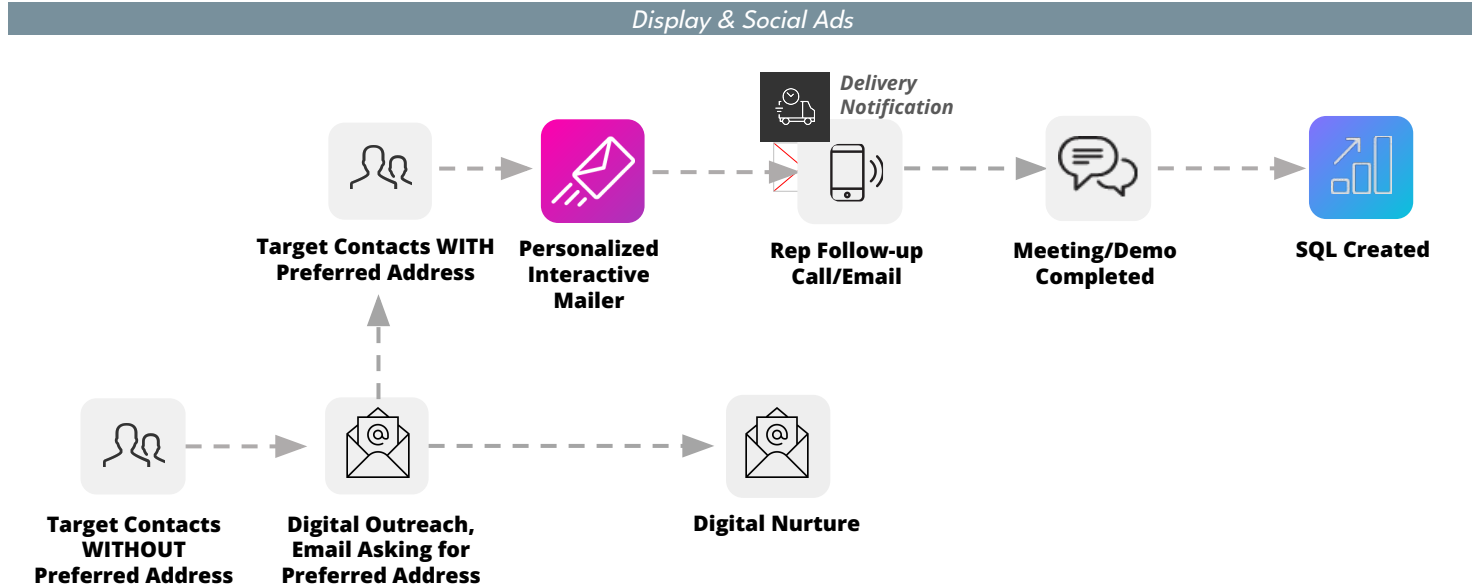 Display & Social Ads
Delivery
Notification
Target Contacts WITH
Preferred Address
Personalized
Interactive
Mailer
Rep Follow-up
Call/Email
Meeting/Demo
Completed
SQL Created
Target Contacts
WITHOUT
Preferred Address
Digital Outreach,
Email Asking for
Preferred Address
Digital Nurture